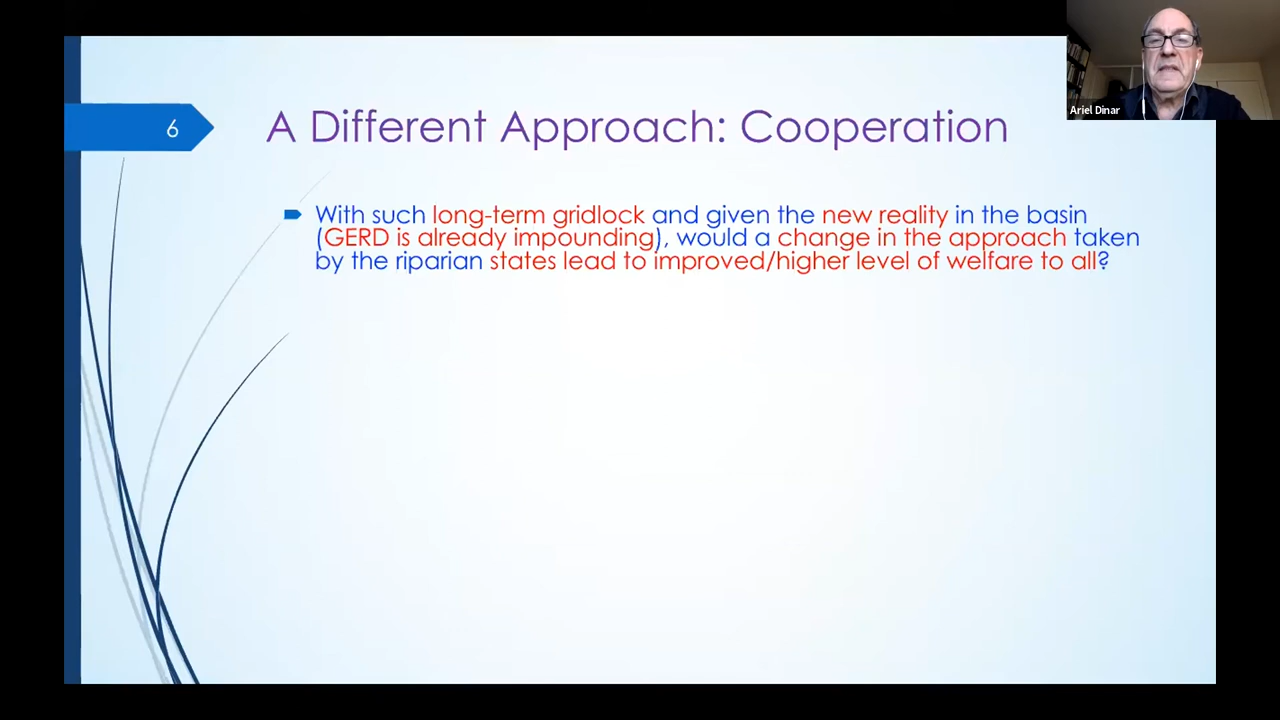 6
A Different Approach: Cooperation
With such long-term gridlock and given the new reality in the basin
(GERD is already impounding), would a change in the approach taken
by the riparian states lead to improved/higher level of welfare to all?
Ariel Dinar